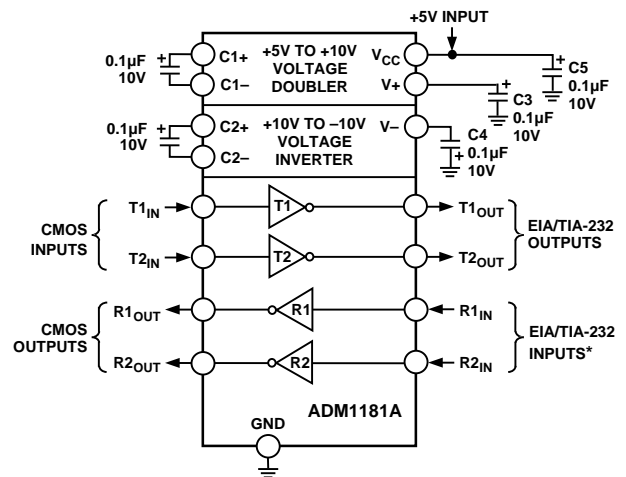 +5V INPUT
0.1µF
10V
+
C1+
C1–
+5V TO +10V
VOLTAGE
DOUBLER
VCC
V+
+
C3
0.1µF
10V
+
C5
0.1µF
10V
0.1µF
10V
+
C2+
C2–
+10V TO –10V
VOLTAGE
INVERTER
V–
+
C4
0.1µF
10V
CMOS
INPUTS
T1IN
T2IN
T1
T2
T1OUT
T2OUT
EIA/TIA-232
OUTPUTS
CMOS
OUTPUTS
R1OUT
R2OUT
R1
R2
R1IN
R2IN
EIA/TIA-232
INPUTS*
GND
ADM1181A